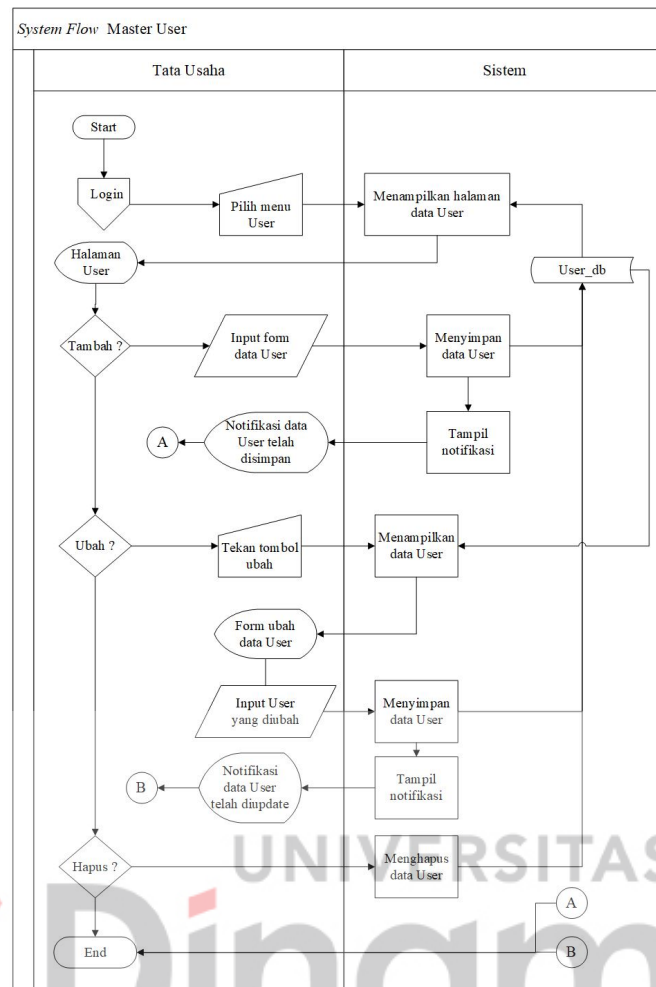 System Flow Master User
Tata Usaha
Sistem
Start
Login
Pilih menu
User
Menampilkan halaman
data User
Halaman
User
User_db
Tambah ?
Input form
data User
Menyimpan
data User
A
Notifikasi data
User telah
disimpan
Tampil
notifikasi
Ubah ?
Tekan tombol
ubah
Menampilkan
data User
Form ubah
data User
Input User
yang diubah
Menyimpan
data User
B
Notifikasi
data User
telah diupdate
Tampil
notifikasi
Hapus ?
Menghapus
data User
UNIVERSITAS
A
End
B